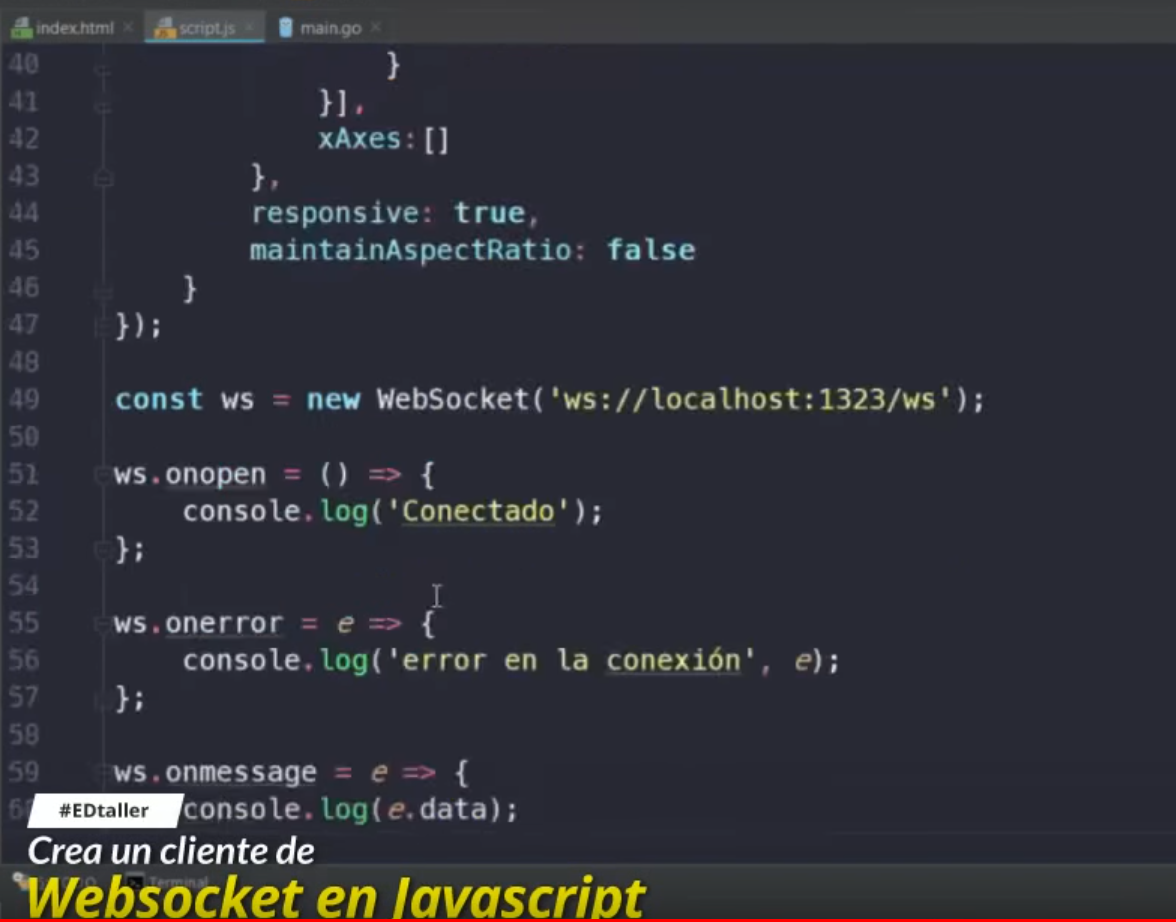 index.html × script.js × main.go ×
40 }
41 }],
42 xAxes:[]
43 },
44 responsive: true,
45 maintainAspectRatio: false
46 }
47 });
48
49 const ws = new WebSocket('ws://localhost:1323/ws');
50
51 ws.onopen = () => {
52 console.log('Conectado');
53 };
54
55 ws.onerror = e => {
56 console.log('error en la conexión', e);
57 };
58
59 ws.onmessage = e => {
console.log(e.data);
#EDtaller
Crea un cliente de
Terminal
Websocket en Javascript